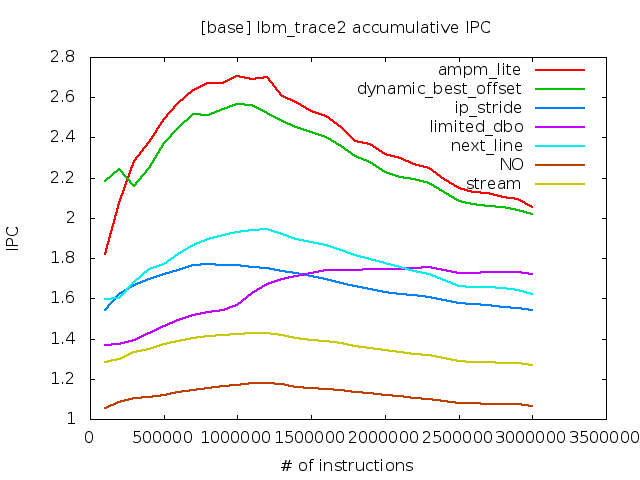 [base] lbm_trace2 accumulative IPC
2.8
2.6
2.4
2.2
2
1.8
1.6
1.4
1.2
1
IPC
ampm_lite
dynamic_best_offset
ip_stride
limited_dbo
next_line
NO
stream
0 500000 1000000 1500000 2000000 2500000 3000000 3500000
# of instructions